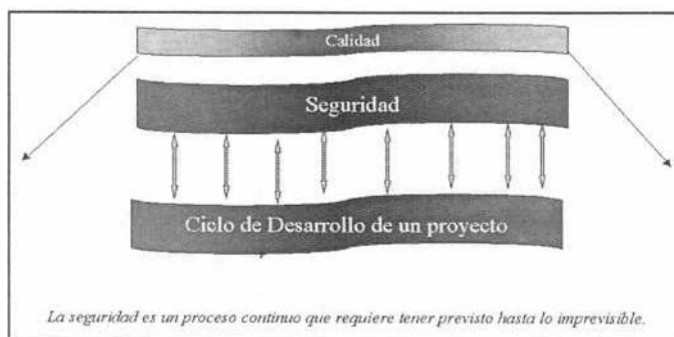 Calidad
Seguridad
Ciclo de Desarrollo de un proyecto
La seguridad es un proceso continuo que requiere tener previsto hasta lo imprevisible.